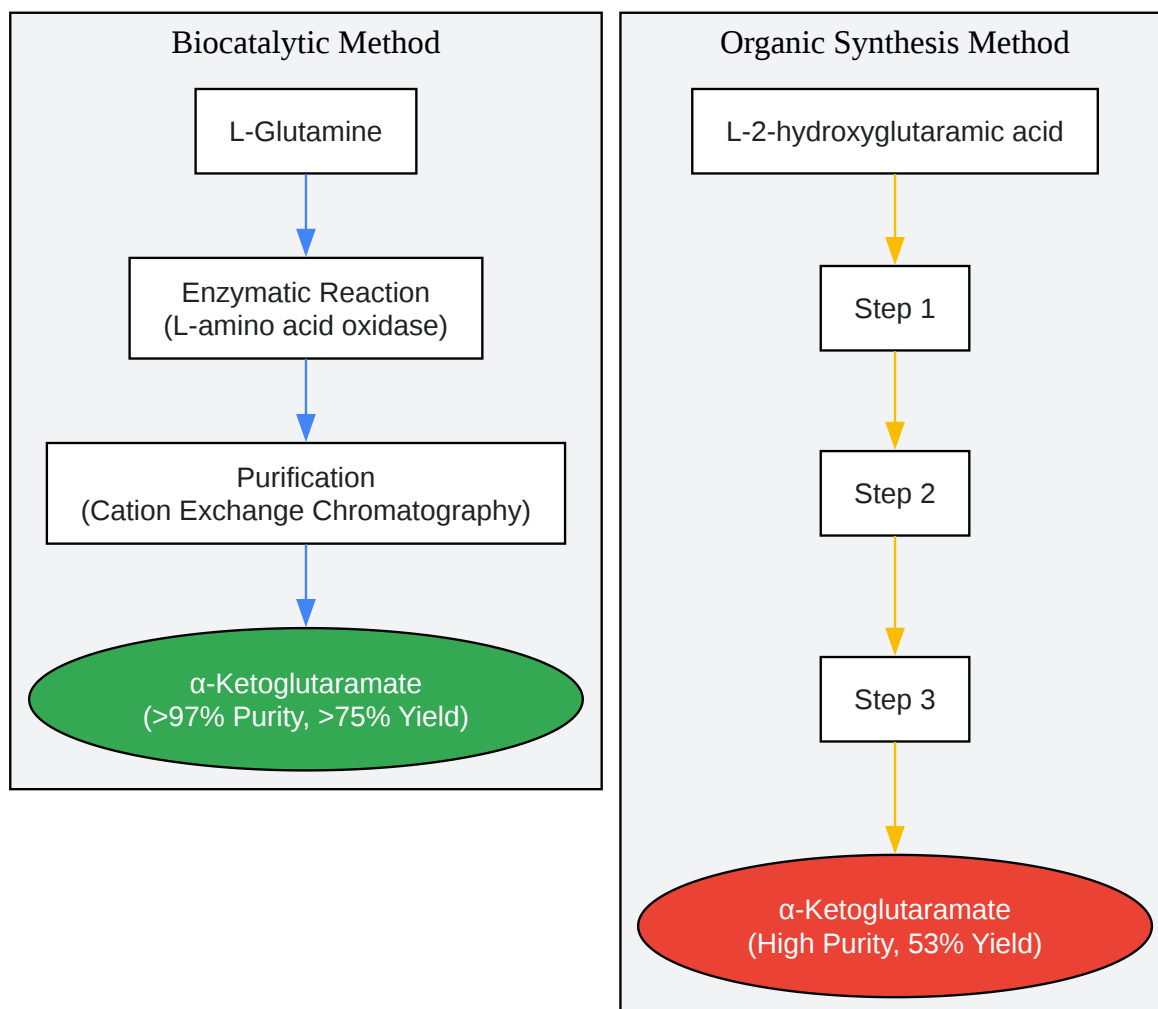 Biocatalytic Method
L-Glutamine
Enzymatic Reaction
(L-amino acid oxidase)
Purification
(Cation Exchange Chromatography)
α-Ketoglutaramate
(>97% Purity, >75% Yield)
Organic Synthesis Method
L-2-hydroxyglutaramic acid
Step 1
Step 2
Step 3
α-Ketoglutaramate
(High Purity, 53% Yield)